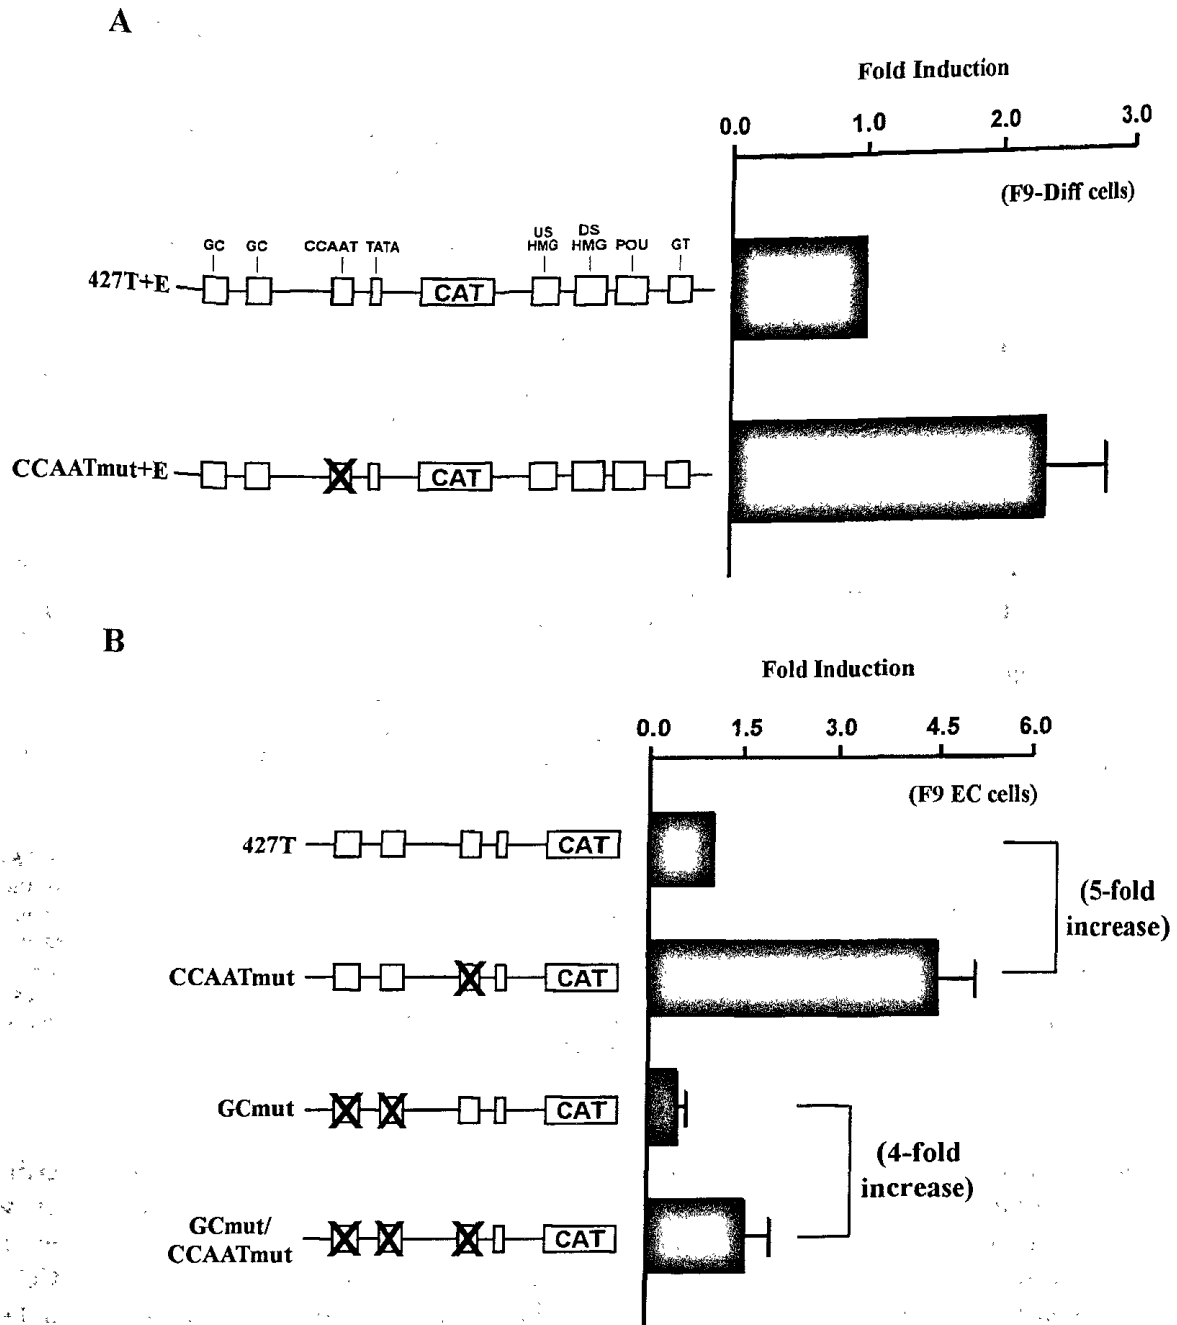 A
Fold Induction
0.0 1.0 2.0 3.0
(F9-Diff cells)
GC GC CCAAT TATA US HMG DS HMG POU GT
427T+E CAT
CCAATmut+E CAT
B
Fold Induction
0.0 1.5 3.0 4.5 6.0
(F9 EC cells)
427T CAT
(5-fold
increase)
CCAATmut CAT
GCmut CAT
(4-fold
increase)
GCmut/
CCAATmut CAT